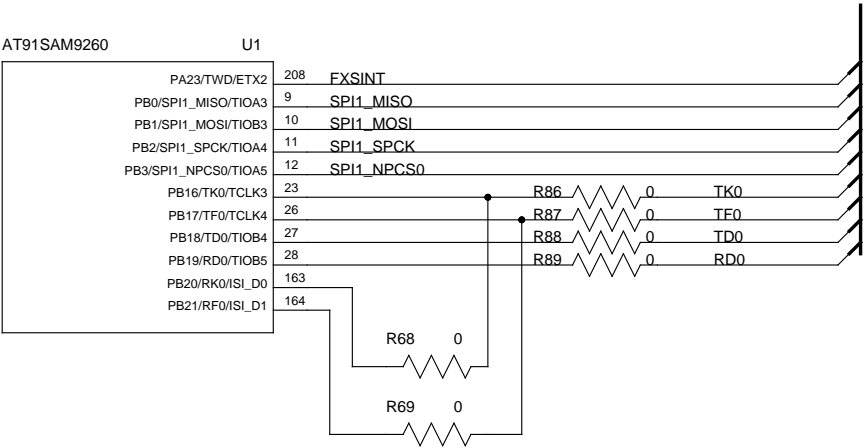 AT91SAM9260 U1
PA23/TWD/ETX2 208 FXSINT
PB0/SPI1_MISO/TIOA3 9 SPI1_MISO
PB1/SPI1_MOSI/TIOB3 10 SPI1_MOSI
PB2/SPI1_SPCK/TIOA4 11 SPI1_SPCK
PB3/SPI1_NPCS0/TIOA5 12 SPI1_NPCS0
PB16/TK0/TCLK3 23 R86 0 TK0
PB17/TF0/TCLK4 26 R87 0 TF0
PB18/TD0/TIOB4 27 R88 0 TD0
PB19/RD0/TIOB5 28 R89 0 RD0
PB20/RK0/ISI_D0 163
PB21/RF0/ISI_D1 164
R68 0
R69 0